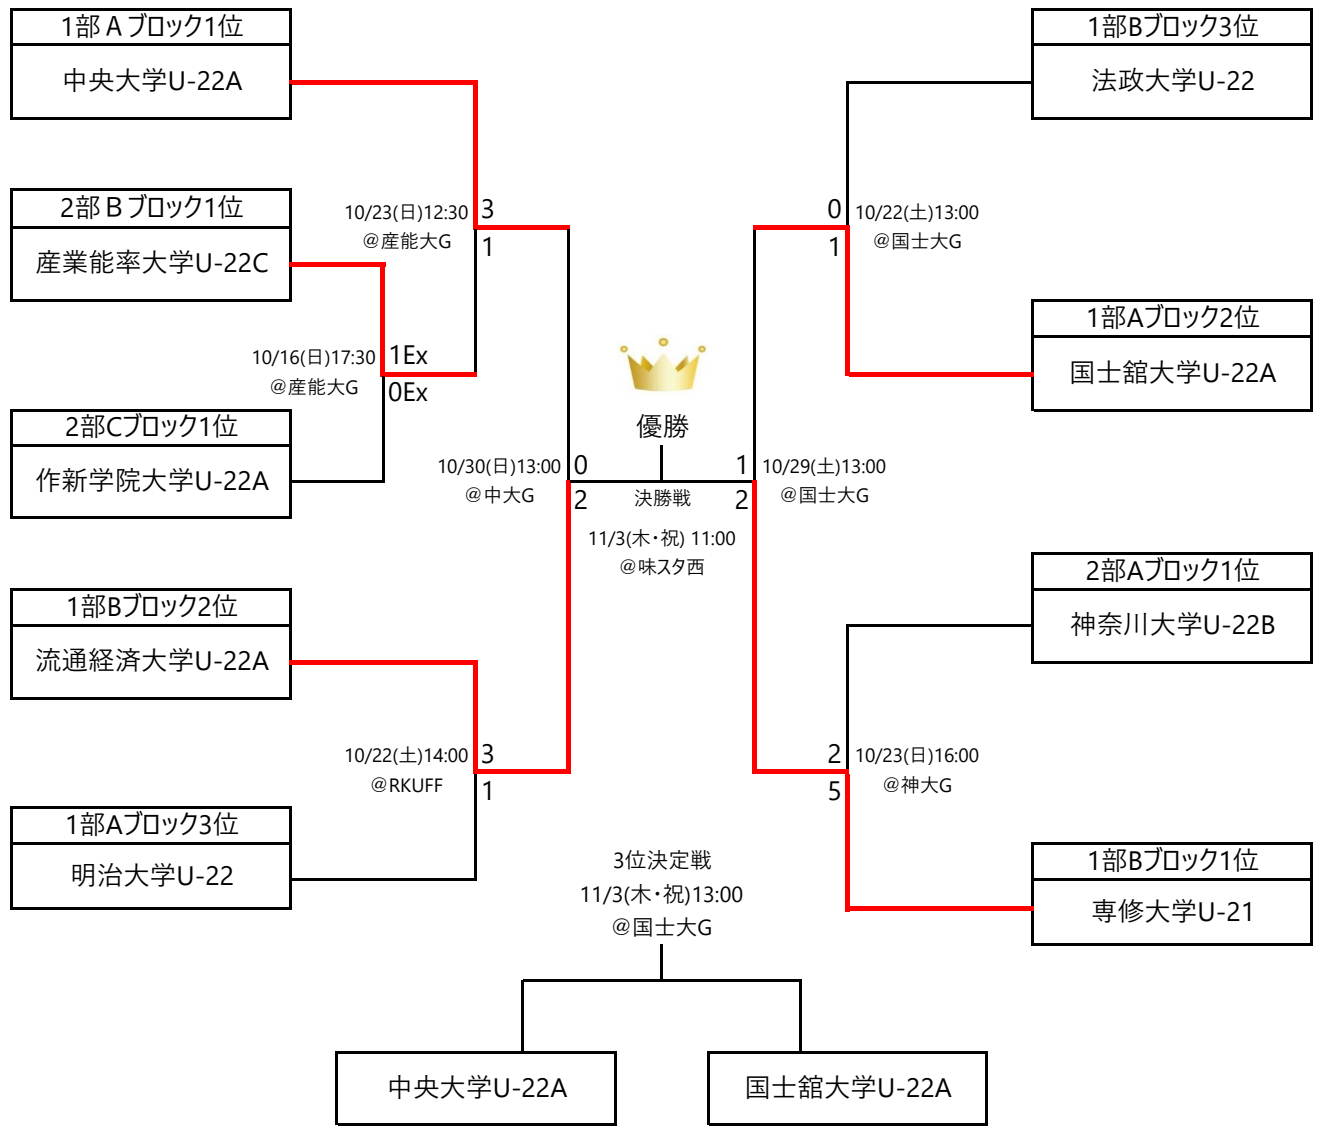 1部Ａブロック1位
中央大学U-22A
2部Ｂブロック1位
産業能率大学U-22C
2部Cブロック1位
作新学院大学U-22A
1部Bブロック2位
流通経済大学U-22A
1部Aブロック3位
明治大学U-22
10/23(日)12:30
＠産能大G
3
1
10/16(日)17:30
＠産能大G
1Ex
0Ex
10/30(日)13:00
＠中大G
0
2
10/22(土)14:00
＠RKUFF
3
1
優勝
決勝戦
11/3(木・祝) 11:00
＠味スタ西
1部Bブロック3位
法政大学U-22
1部Aブロック2位
国士舘大学U-22A
2部Aブロック1位
神奈川大学U-22B
1部Bブロック1位
専修大学U-21
0
1
10/22(土)13:00
＠国士大G
1
2
10/29(土)13:00
＠国士大G
2
5
10/23(日)16:00
＠神大G
3位決定戦
11/3(木・祝)13:00
＠国士大G
中央大学U-22A
国士舘大学U-22A